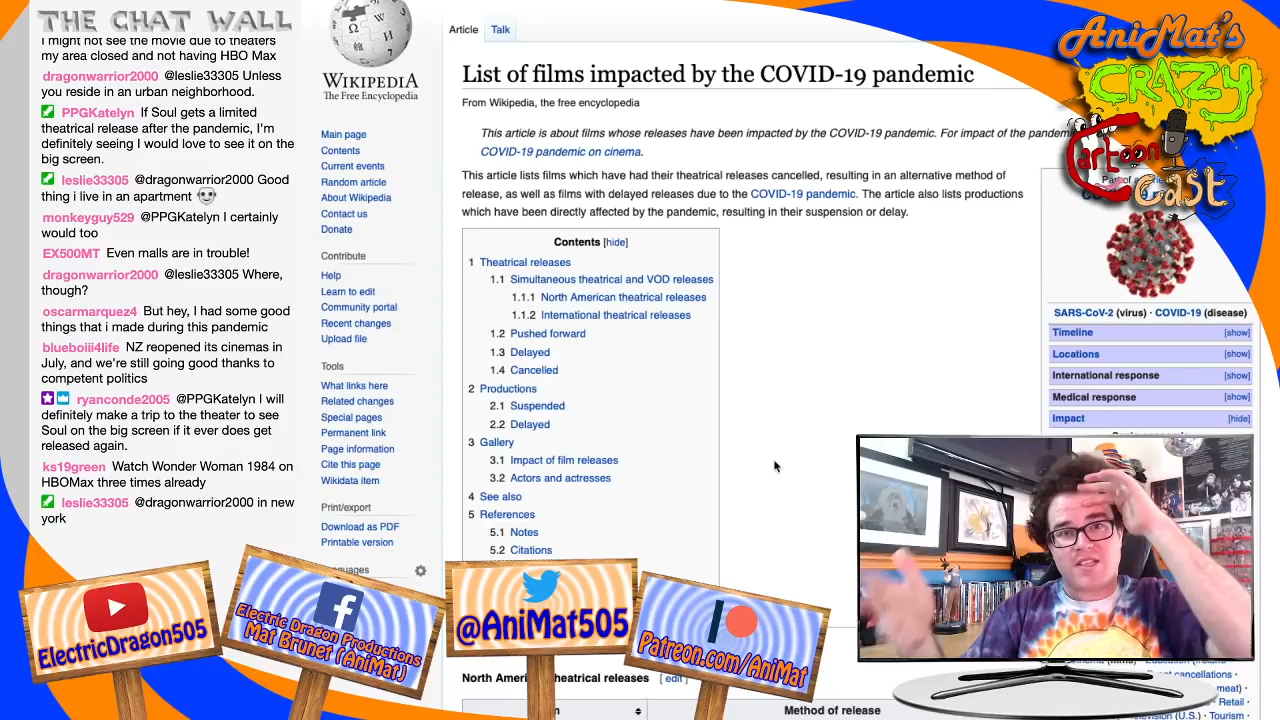 THE CHAT WALL
I might not see the movie due to theaters
my area closed and not having HBO Max
dragonwarrior2000 @leslie33305 Unless
you reside in an urban neighborhood.
PPGKatelyn If Soul gets a limited
theatrical release after the pandemic, I'm
definitely seeing I would love to see it on the
big screen.
leslie33305 @dragonwarrior2000 Good
thing i live in an apartment
monkeyguy529 @PPGKatelyn I certainly
would too
EX500MT Even malls are in trouble!
dragonwarrior2000 @leslie33305 Where,
though?
oscarmarquez4 But hey, I had some good
things that i made during this pandemic
blueboiii4life NZ reopened its cinemas in
July, and we're still going good thanks to
competent politics
ryanconde2005 @PPGKatelyn I will
definitely make a trip to the theater to see
Soul on the big screen if it ever does get
released again.
ks19green Watch Wonder Woman 1984 on
HBOMax three times already
leslie33305 @dragonwarrior2000 in new
york
WIKIPEDIA
The Free Encyclopedia
Main page
Contents
Current events
Random article
About Wikipedia
Contact us
Donate
Contribute
Help
Learn to edit
Community portal
Recent changes
Upload file
Tools
What links here
Related changes
Special pages
Permanent link
Page information
Cite this page
Wikidata item
Print/export
Download as PDF
Printable version
Article Talk
List of films impacted by the COVID-19 pandemic
From Wikipedia, the free encyclopedia
This article is about films whose releases have been impacted by the COVID-19 pandemic. For impact of the
COVID-19 pandemic on cinema.
This article lists films which have had their theatrical releases cancelled, resulting in an alternative method of
release, as well as films with delayed releases due to the COVID-19 pandemic. The article also lists productions
which have been directly affected by the pandemic, resulting in their suspension or delay.
Contents [hide]
1 Theatrical releases
1.1 Simultaneous theatrical and VOD releases
1.1.1 North American theatrical releases
1.1.2 International theatrical releases
1.2 Pushed forward
1.3 Delayed
1.4 Cancelled
2 Productions
2.1 Suspended
2.2 Delayed
3 Gallery
3.1 Impact of film releases
3.2 Actors and actresses
4 See also
5 References
5.1 Notes
5.2 Citations
North theatrical releases [ edit ]
Method of release
AniMat's
CRAZY
Cartoon
Cast
SARS-CoV-2 (virus) · COVID-19 (disease)
Timeline [show]
Locations [show]
International response [show]
Medical response [show]
Impact [hide]
cancellations ·
Retail ·
(U.S.) · Tourism ·
ElectricDragon505
Electric Dragon Productions
Mat Brunet (AniMat)
@AniMat505
Patreon.com/AniMat